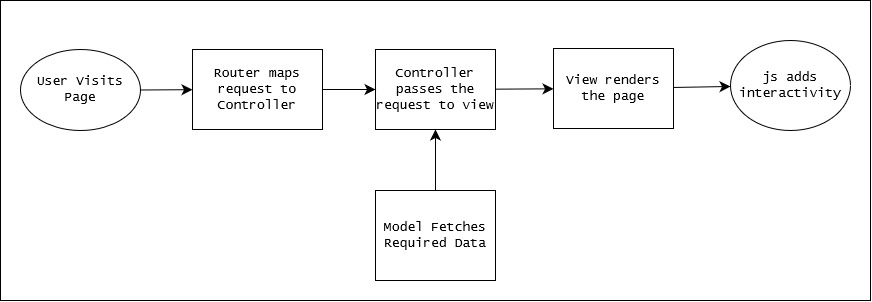 User Visits
Page
Router maps
request to
Controller
Controller
passes the
request to view
View renders
the page
js adds
interactivity
Model Fetches
Required Data